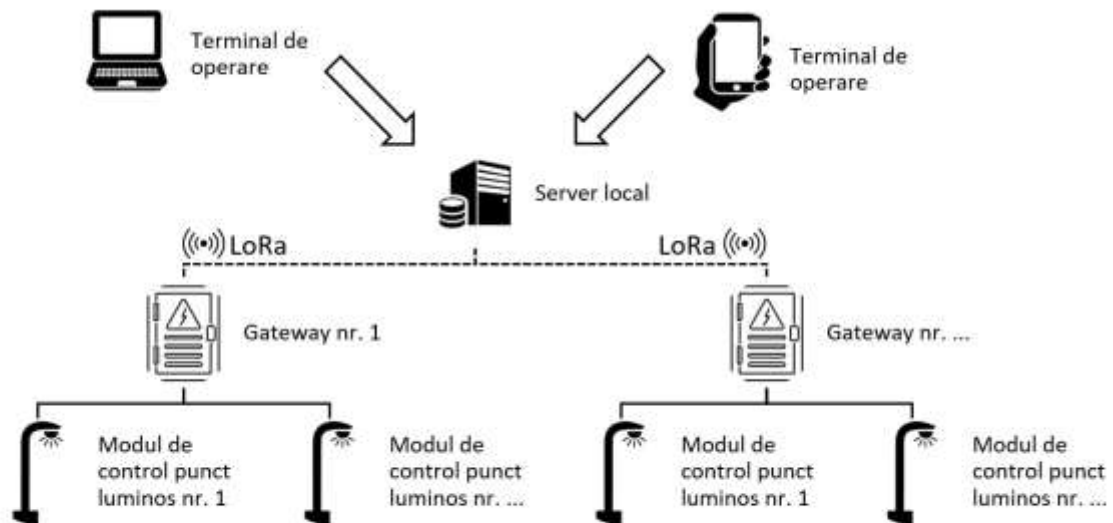 Terminal de
operare
Terminal de
operare
Server local
LoRa
LoRa
Gateway nr. 1
Gateway nr. ...
Modul de
control punct
luminos nr. 1
Modul de
control punct
luminos nr. ...
Modul de
control punct
luminos nr. 1
Modul de
control punct
luminos nr. ...